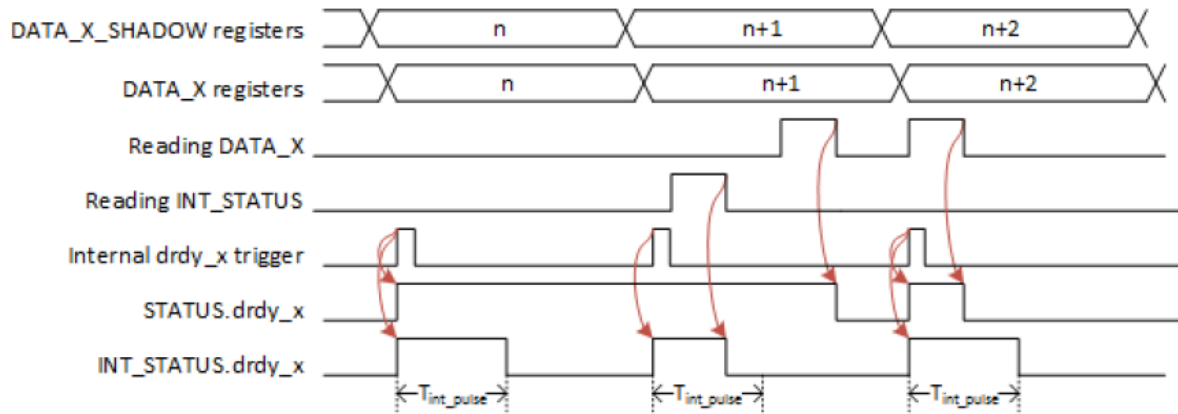 DATA_X_SHADOW registers n n+1 n+2
DATA_X registers n n+1 n+2
Reading DATA_X
Reading INT_STATUS
Internal drdy_x trigger
STATUS.drdy_x
INT_STATUS.drdy_x
Tint_pulse Tint_pulse Tint_pulse